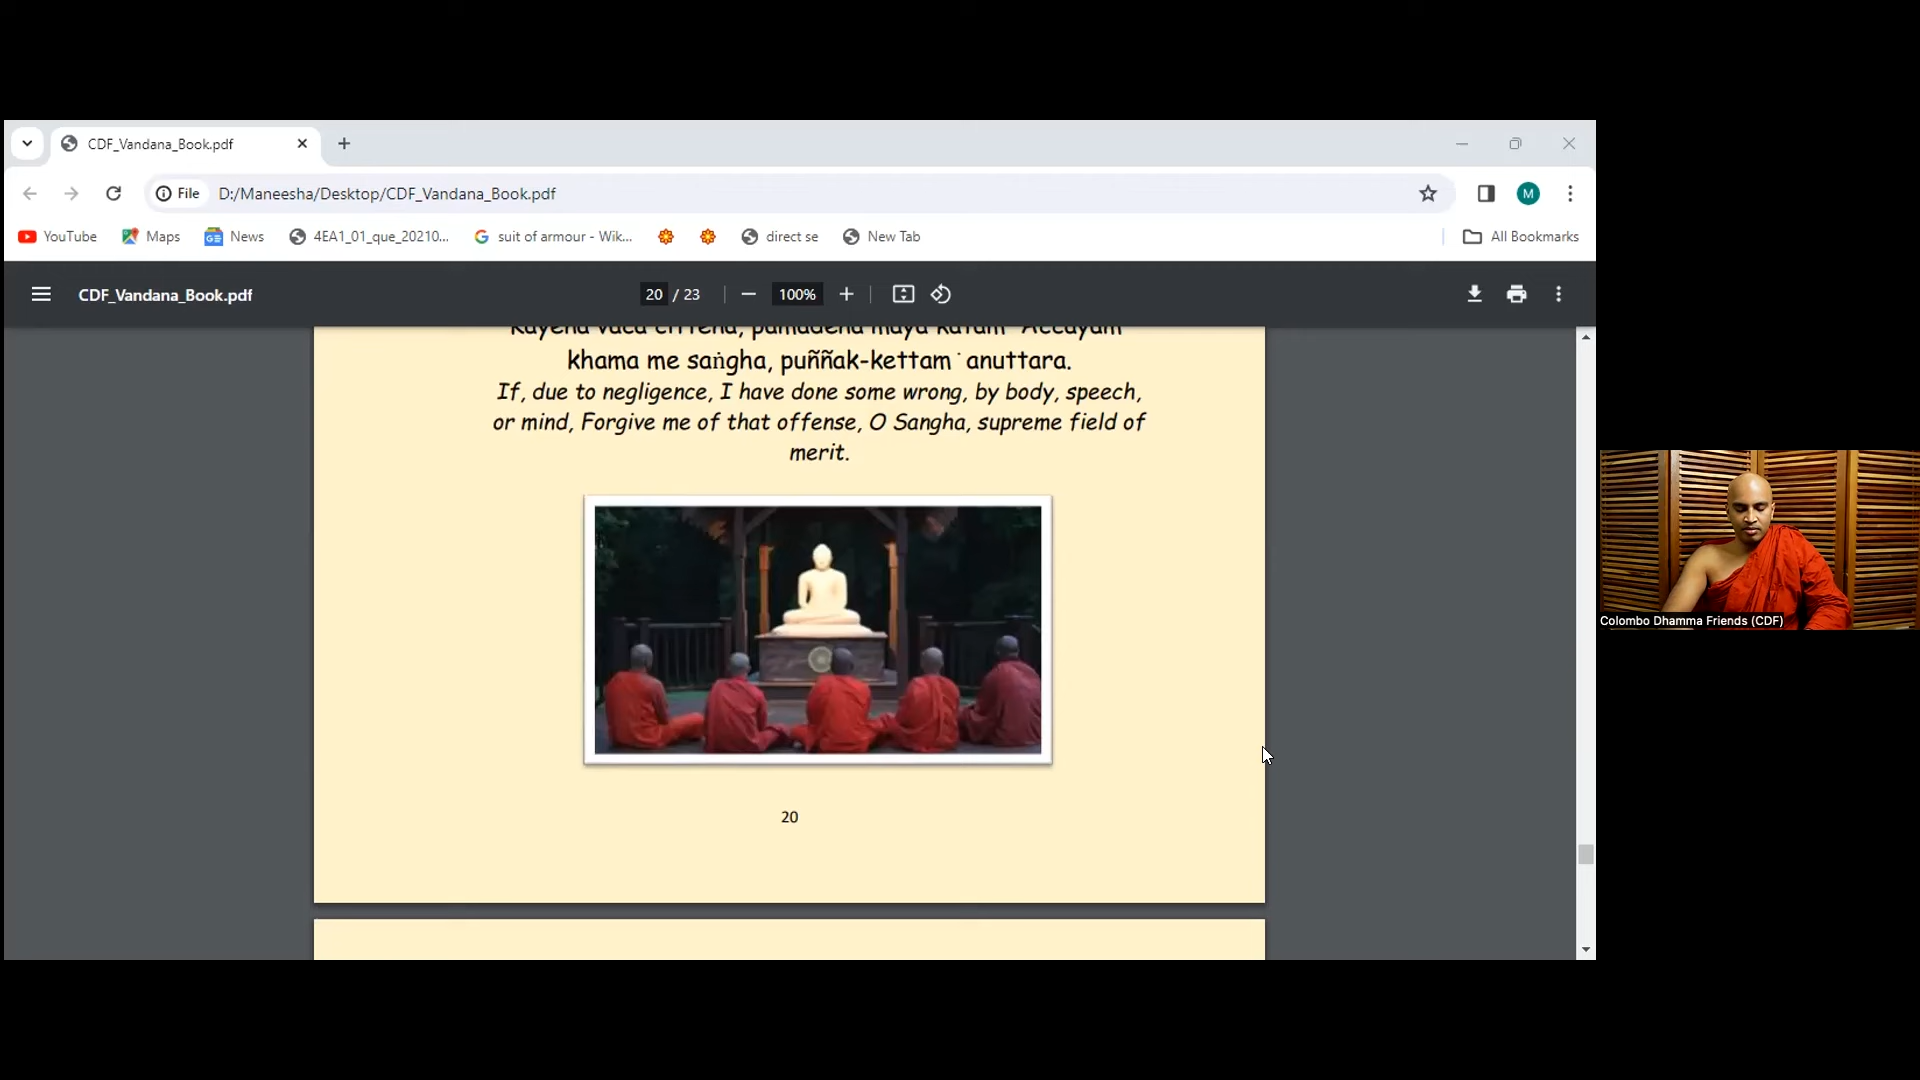 CDF_Vandana_Book.pdf
File D:/Maneesha/Desktop/CDF_Vandana_Book.pdf M
YouTube Maps News 4EA1_01_que_20210... suit of armour - Wik... direct se New Tab All Bookmarks
CDF_Vandana_Book.pdf 20 / 23 100%
khama me saṅgha, puññak-kettam ˙ anuttara.
If, due to negligence, I have done some wrong, by body, speech,
or mind, Forgive me of that offense, O Sangha, supreme field of
merit.
20
Colombo Dhamma Friends (CDF)